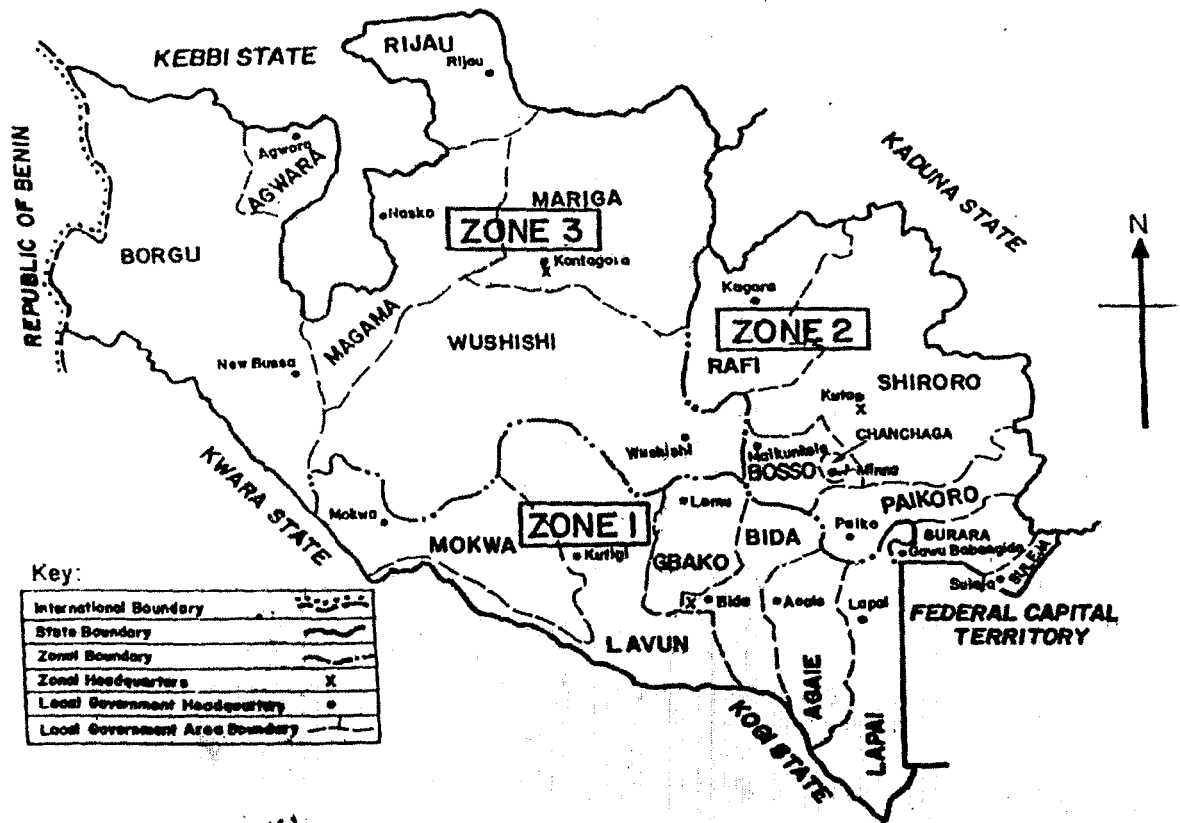 KEBBI STATE
RIJAU
Rijau
REPUBLIC OF BENIN
Agwara
AGWARA
BORGU
Nasko
MARIGA
ZONE 3
Kontagora
KADUNA STATE
N
Kagara
ZONE 2
RAFI
MAGAMA
WUSHISHI
New Bussa
SHIRORO
Kuta
CHANCHAGA
Wushishi
Maikunkele
BOSSO
Minna
KWARA STATE
Mokwa
MOKWA
ZONE 1
Kutigi
Lemu
GBAKO
BIDA
PAIKORO
Paiko
GURARA
Gawu Babangida
Suleja
SULEJA
Bida
Agaie
Lapai
FEDERAL CAPITAL
TERRITORY
LAVUN
AGAIE
LAPAI
KOGI STATE
Key:
International Boundary
State Boundary
Zonal Boundary
Zonal Headquarters X
Local Government Headquarters
Local Government Area Boundary